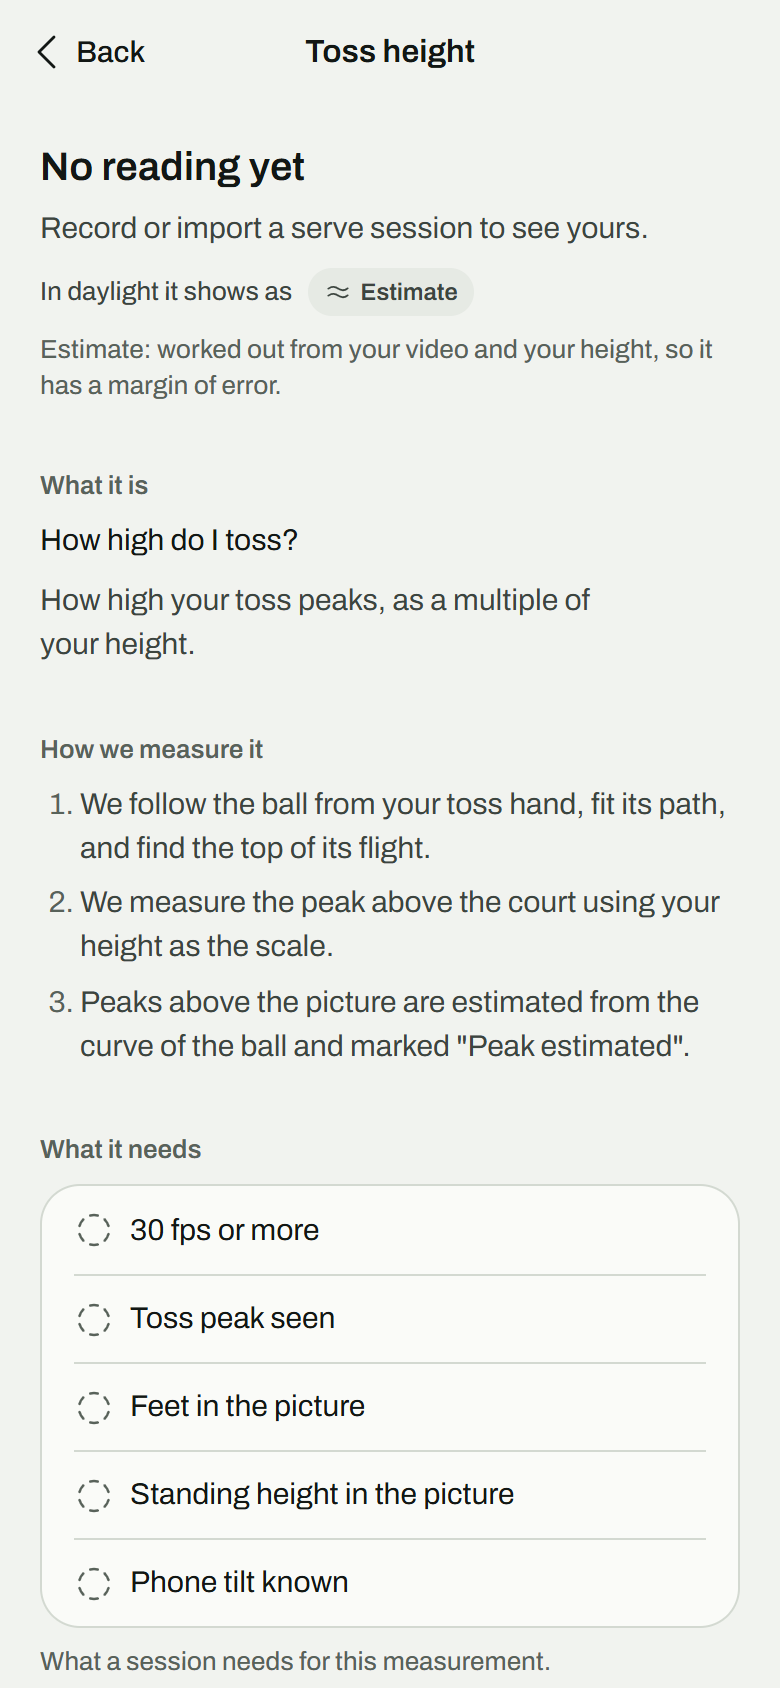 Back
Toss height
No reading yet
Record or import a serve session to see yours.
In daylight it shows as
Estimate
Estimate: worked out from your video and your height, so it
has a margin of error.
What it is
How high do I toss?
How high your toss peaks, as a multiple of
your height.
How we measure it
1. We follow the ball from your toss hand, fit its path,
and find the top of its flight.
2. We measure the peak above the court using your
height as the scale.
3. Peaks above the picture are estimated from the
curve of the ball and marked "Peak estimated".
What it needs
30 fps or more
Toss peak seen
Feet in the picture
Standing height in the picture
Phone tilt known
What a session needs for this measurement.